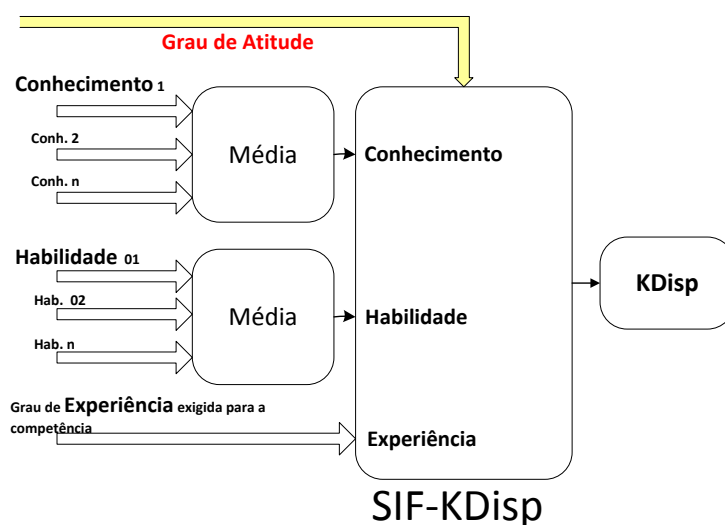 Grau de Atitude
Conhecimento 1
Conh. 2
Conh. n
Média
Conhecimento
Habilidade 01
Hab. 02
Hab. n
Média
Habilidade
KDisp
Grau de Experiência exigida para a
competência
Experiência
SIF-KDisp